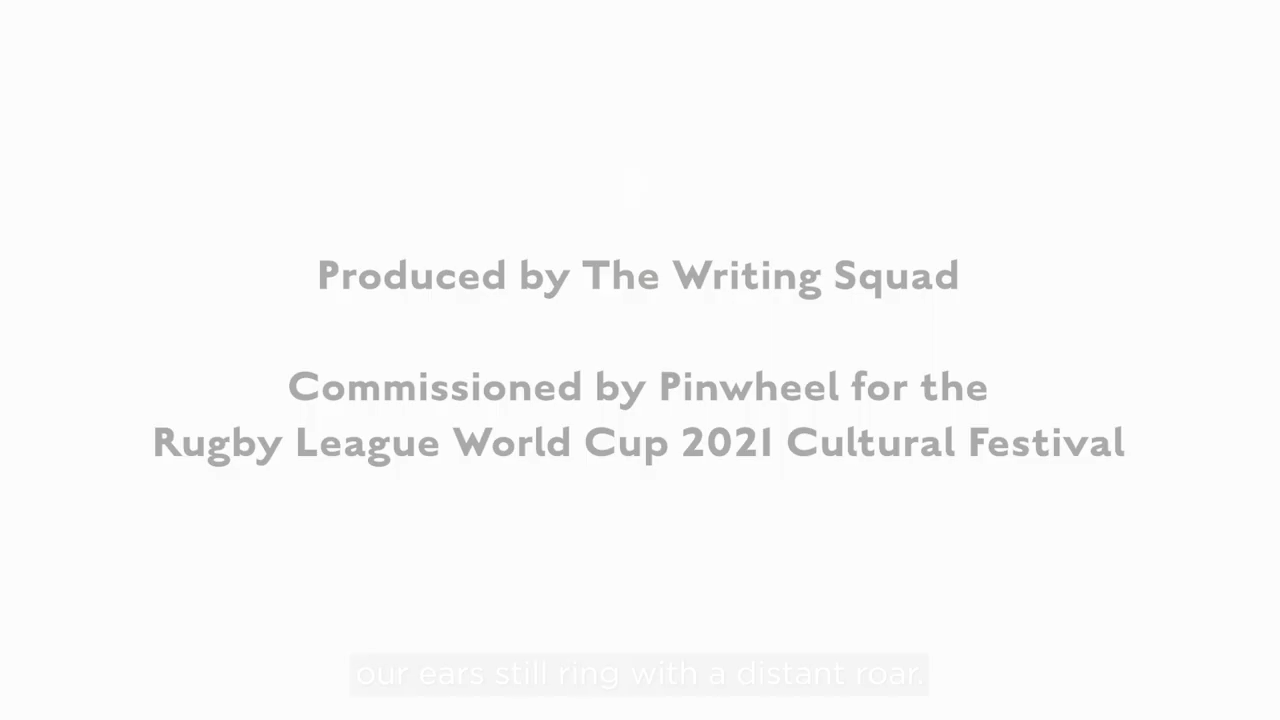 Produced by The Writing Squad
Commissioned by Pinwheel for the
Rugby League World Cup 2021 Cultural Festival
our ears still ring with a distant roar.